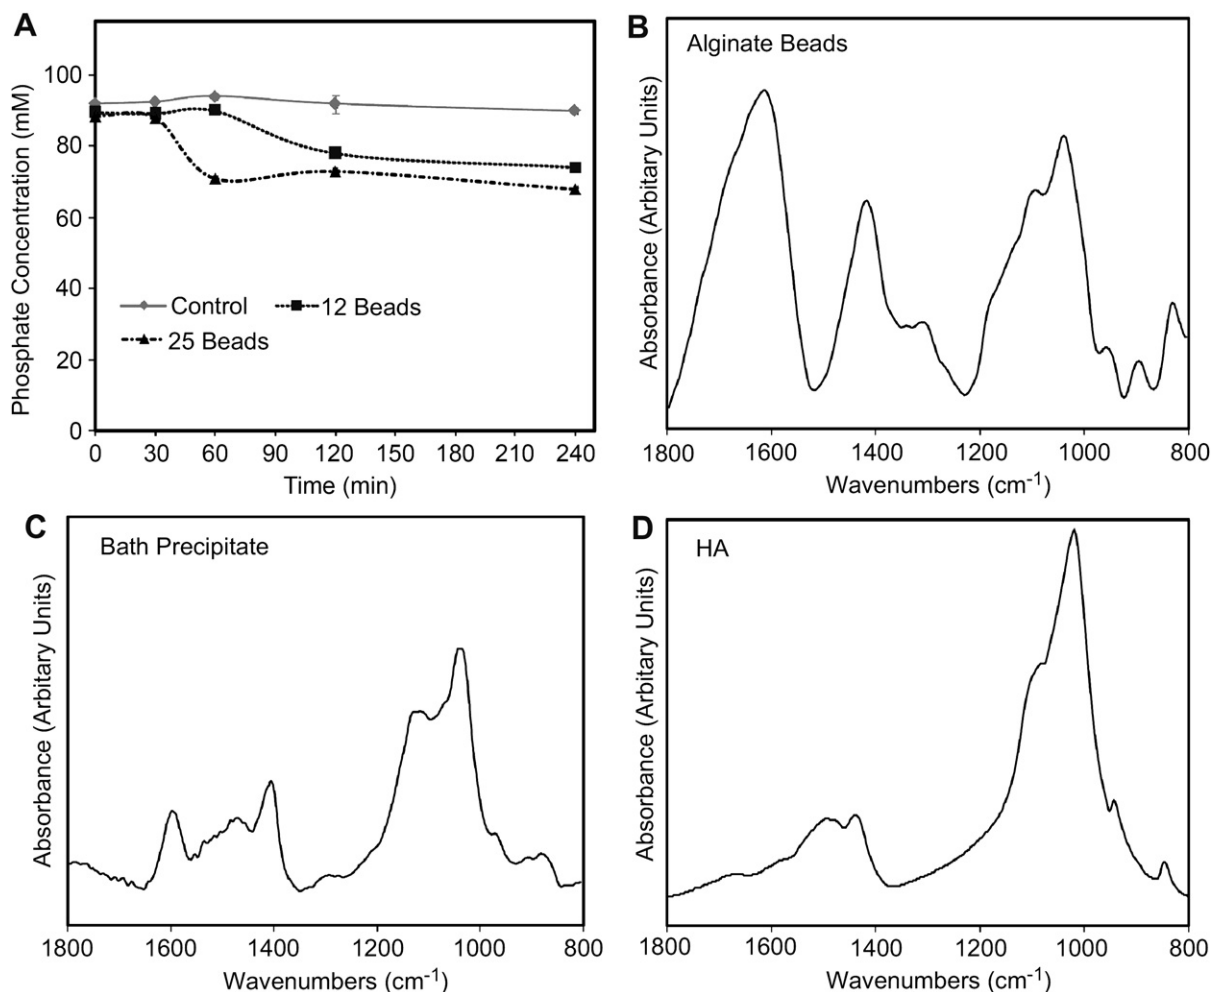 A
Phosphate Concentration (mM)
100
80
60
40
20
0
Control
12 Beads
25 Beads
0 30 60 90 120 150 180 210 240
Time (min)
B
Alginate Beads
Absorbance (Arbitary Units)
1800 1600 1400 1200 1000 800
Wavenumbers (cm-1)
C
Bath Precipitate
Absorbance (Arbitary Units)
1800 1600 1400 1200 1000 800
Wavenumbers (cm-1)
D
HA
Absorbance (Arbitary Units)
1800 1600 1400 1200 1000 800
Wavenumbers (cm-1)